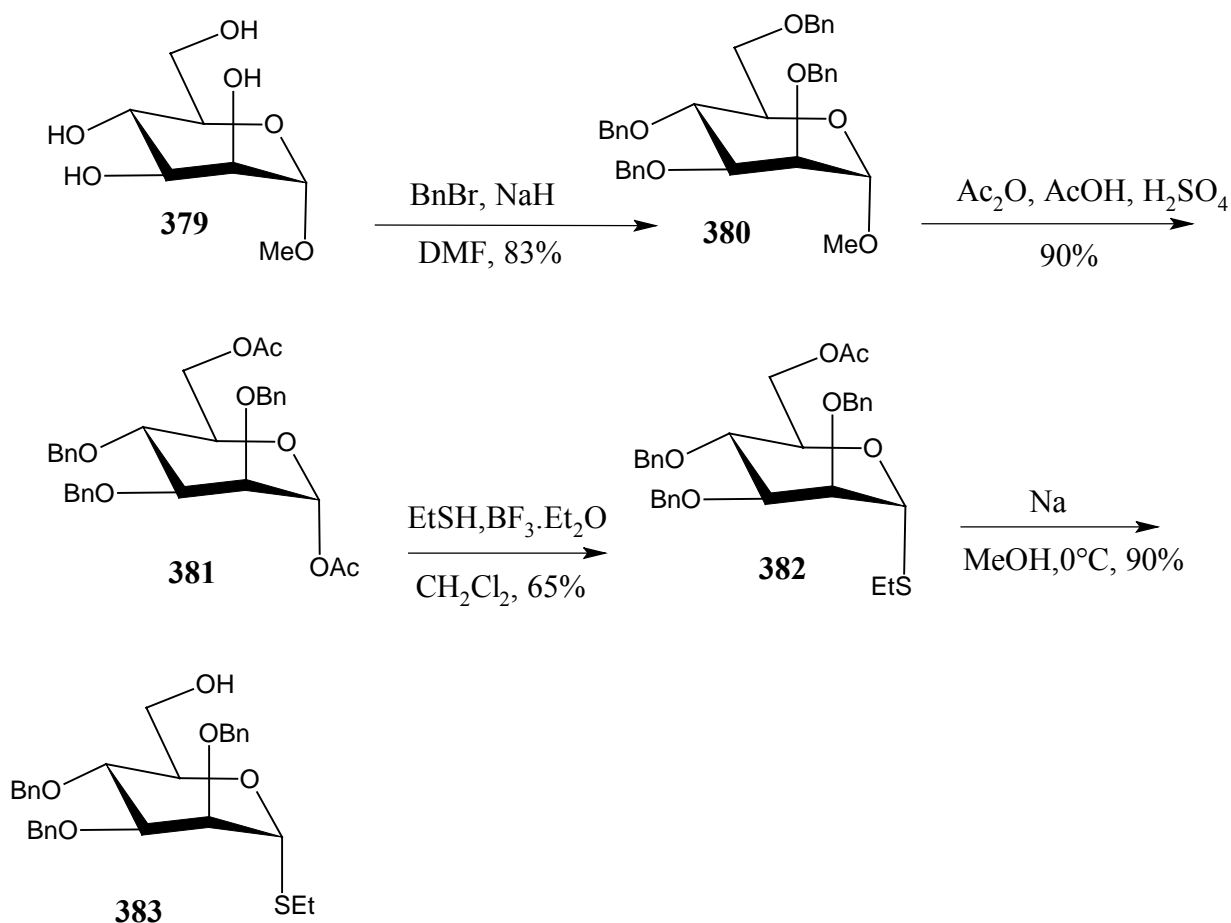 OH
OH
O
HO
HO
379
MeO
BnBr, NaH
DMF, 83%
OBn
OBn
O
BnO
BnO
380
MeO
Ac₂O, AcOH, H₂SO₄
90%
OAc
OBn
O
BnO
BnO
381
OAc
EtSH,BF₃.Et₂O
CH₂Cl₂, 65%
OAc
OBn
O
BnO
BnO
382
EtS
Na
MeOH,0°C, 90%
OH
OBn
O
BnO
BnO
383
SEt